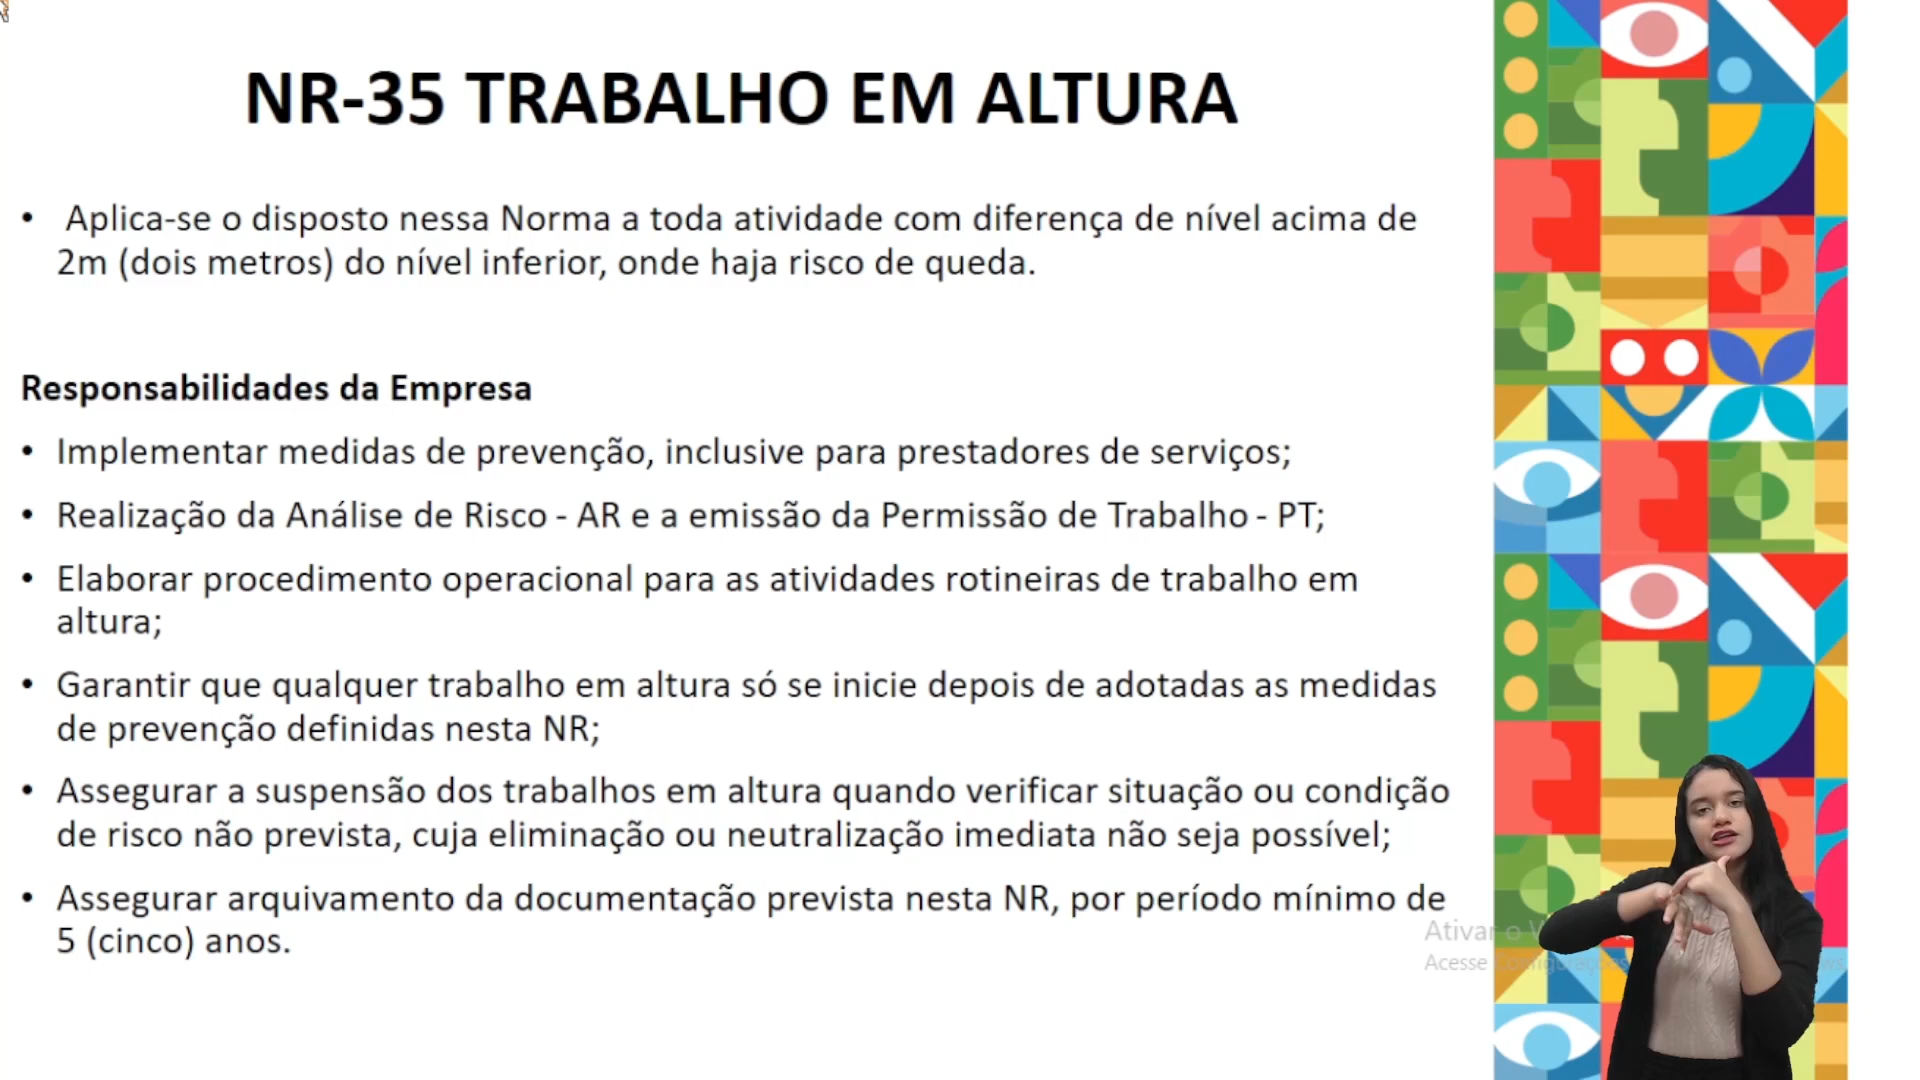 NR-35 TRABALHO EM ALTURA
• Aplica-se o disposto nessa Norma a toda atividade com diferença de nível acima de
2m (dois metros) do nível inferior, onde haja risco de queda.
Responsabilidades da Empresa
• Implementar medidas de prevenção, inclusive para prestadores de serviços;
• Realização da Análise de Risco - AR e a emissão da Permissão de Trabalho - PT;
• Elaborar procedimento operacional para as atividades rotineiras de trabalho em
altura;
• Garantir que qualquer trabalho em altura só se inicie depois de adotadas as medidas
de prevenção definidas nesta NR;
• Assegurar a suspensão dos trabalhos em altura quando verificar situação ou condição
de risco não prevista, cuja eliminação ou neutralização imediata não seja possível;
• Assegurar arquivamento da documentação prevista nesta NR, por período mínimo de
5 (cinco) anos.
Ativar o
Acesse